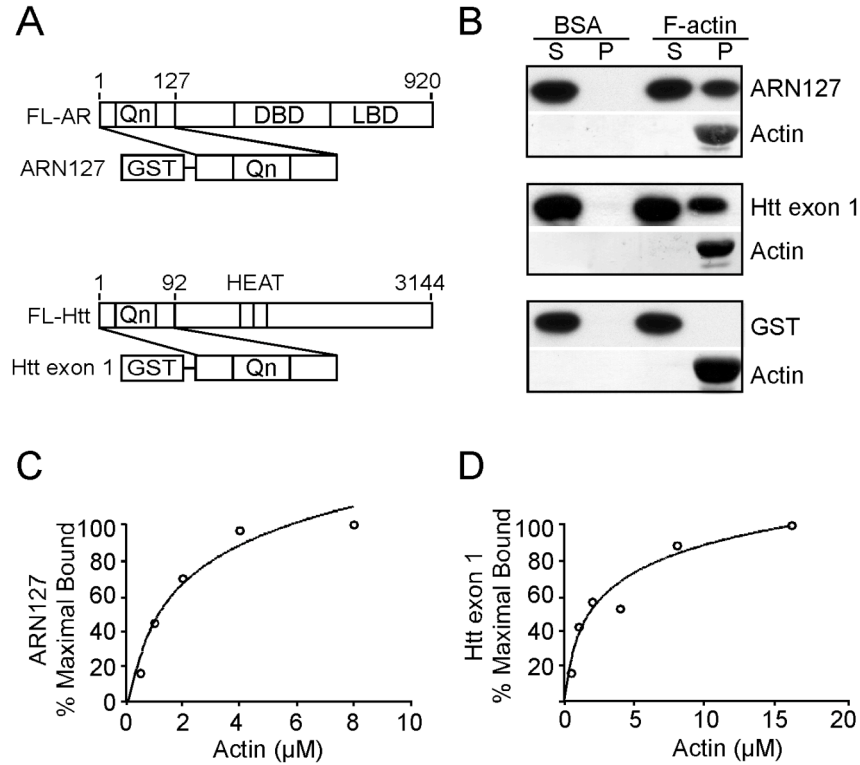 A
1 127 920
FL-AR Qn DBD LBD
ARN127 GST Qn
1 92 HEAT 3144
FL-Htt Qn
Htt exon 1 GST Qn
B
BSA F-actin
S P S P
ARN127
Actin
Htt exon 1
Actin
GST
Actin
C
ARN127
% Maximal Bound
100
80
60
40
20
0 2 4 6 8 10
Actin (µM)
D
Htt exon 1
% Maximal Bound
100
80
60
40
20
0 5 10 15 20
Actin (µM)